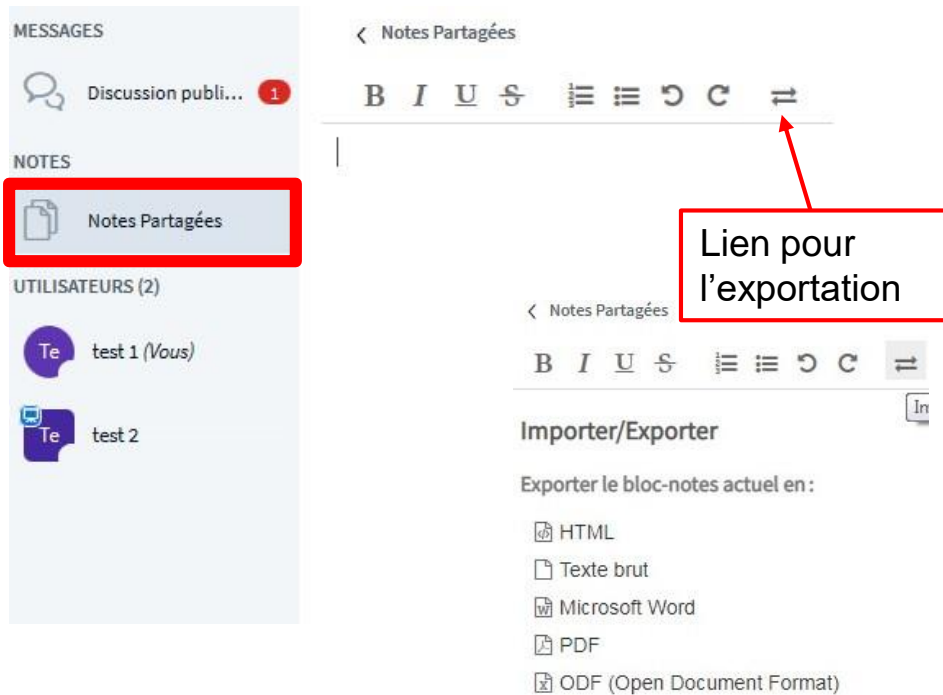 MESSAGES
Discussion publi... 1
NOTES
Notes Partagées
UTILISATEURS (2)
Te test 1 (Vous)
Te test 2
Notes Partagées
B I U S
Lien pour
l’exportation
Notes Partagées
B I U S
Importer/Exporter
Exporter le bloc-notes actuel en :
HTML
Texte brut
Microsoft Word
PDF
ODF (Open Document Format)